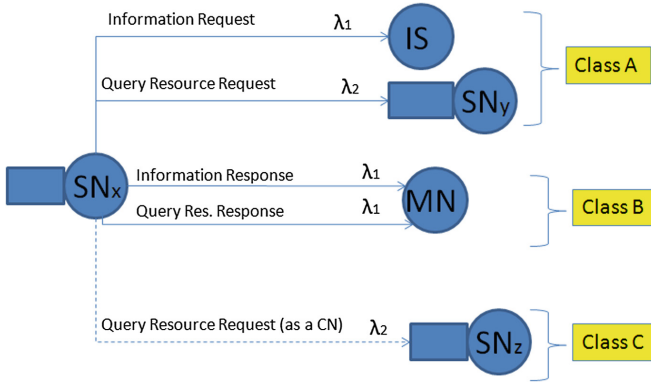 Information Request λ1 IS
Query Resource Request λ2 SNy
Class A
SNx
Information Response λ1
Query Res. Response λ1
MN
Class B
Query Resource Request (as a CN) λ2 SNz
Class C